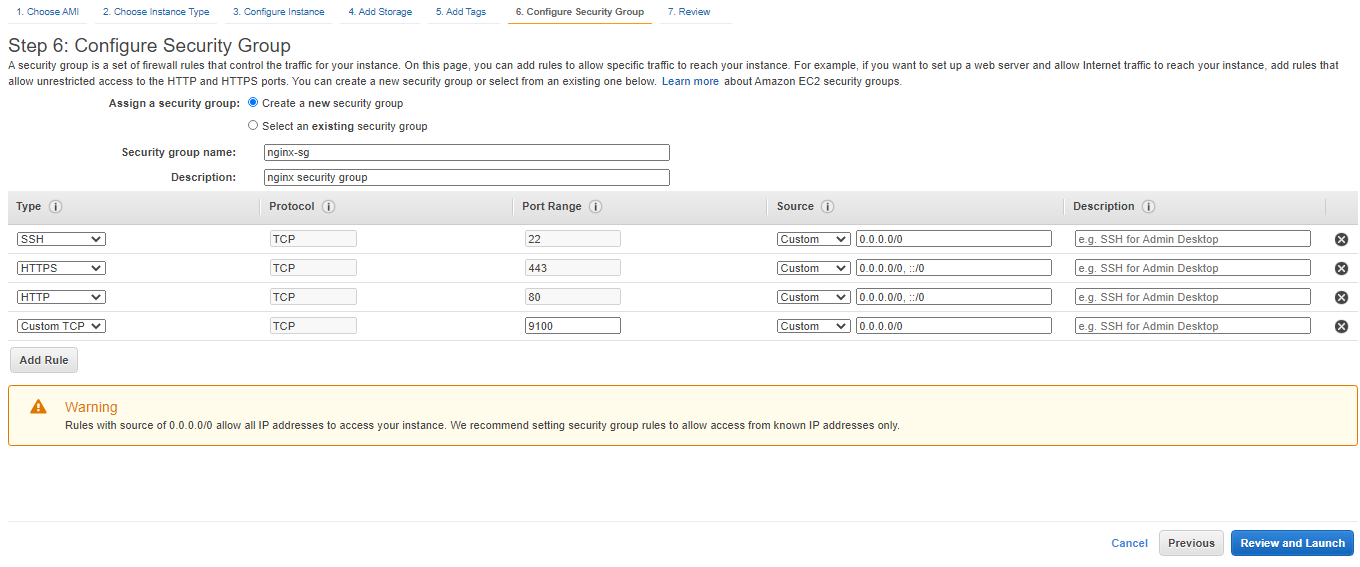 1. Choose AMI 2. Choose Instance Type 3. Configure Instance 4. Add Storage 5. Add Tags 6. Configure Security Group 7. Review
Step 6: Configure Security Group
A security group is a set of firewall rules that control the traffic for your instance. On this page, you can add rules to allow specific traffic to reach your instance. For example, if you want to set up a web server and allow Internet traffic to reach your instance, add rules that
allow unrestricted access to the HTTP and HTTPS ports. You can create a new security group or select from an existing one below. Learn more about Amazon EC2 security groups.
Assign a security group: Create a new security group
Select an existing security group
Security group name: nginx-sg
Description: nginx security group
Type i Protocol i Port Range i Source i Description i
SSH TCP 22 Custom 0.0.0.0/0 e.g. SSH for Admin Desktop
HTTPS TCP 443 Custom 0.0.0.0/0, ::/0 e.g. SSH for Admin Desktop
HTTP TCP 80 Custom 0.0.0.0/0, ::/0 e.g. SSH for Admin Desktop
Custom TCP TCP 9100 Custom 0.0.0.0/0 e.g. SSH for Admin Desktop
Add Rule
Warning
Rules with source of 0.0.0.0/0 allow all IP addresses to access your instance. We recommend setting security group rules to allow access from known IP addresses only.
Cancel Previous Review and Launch